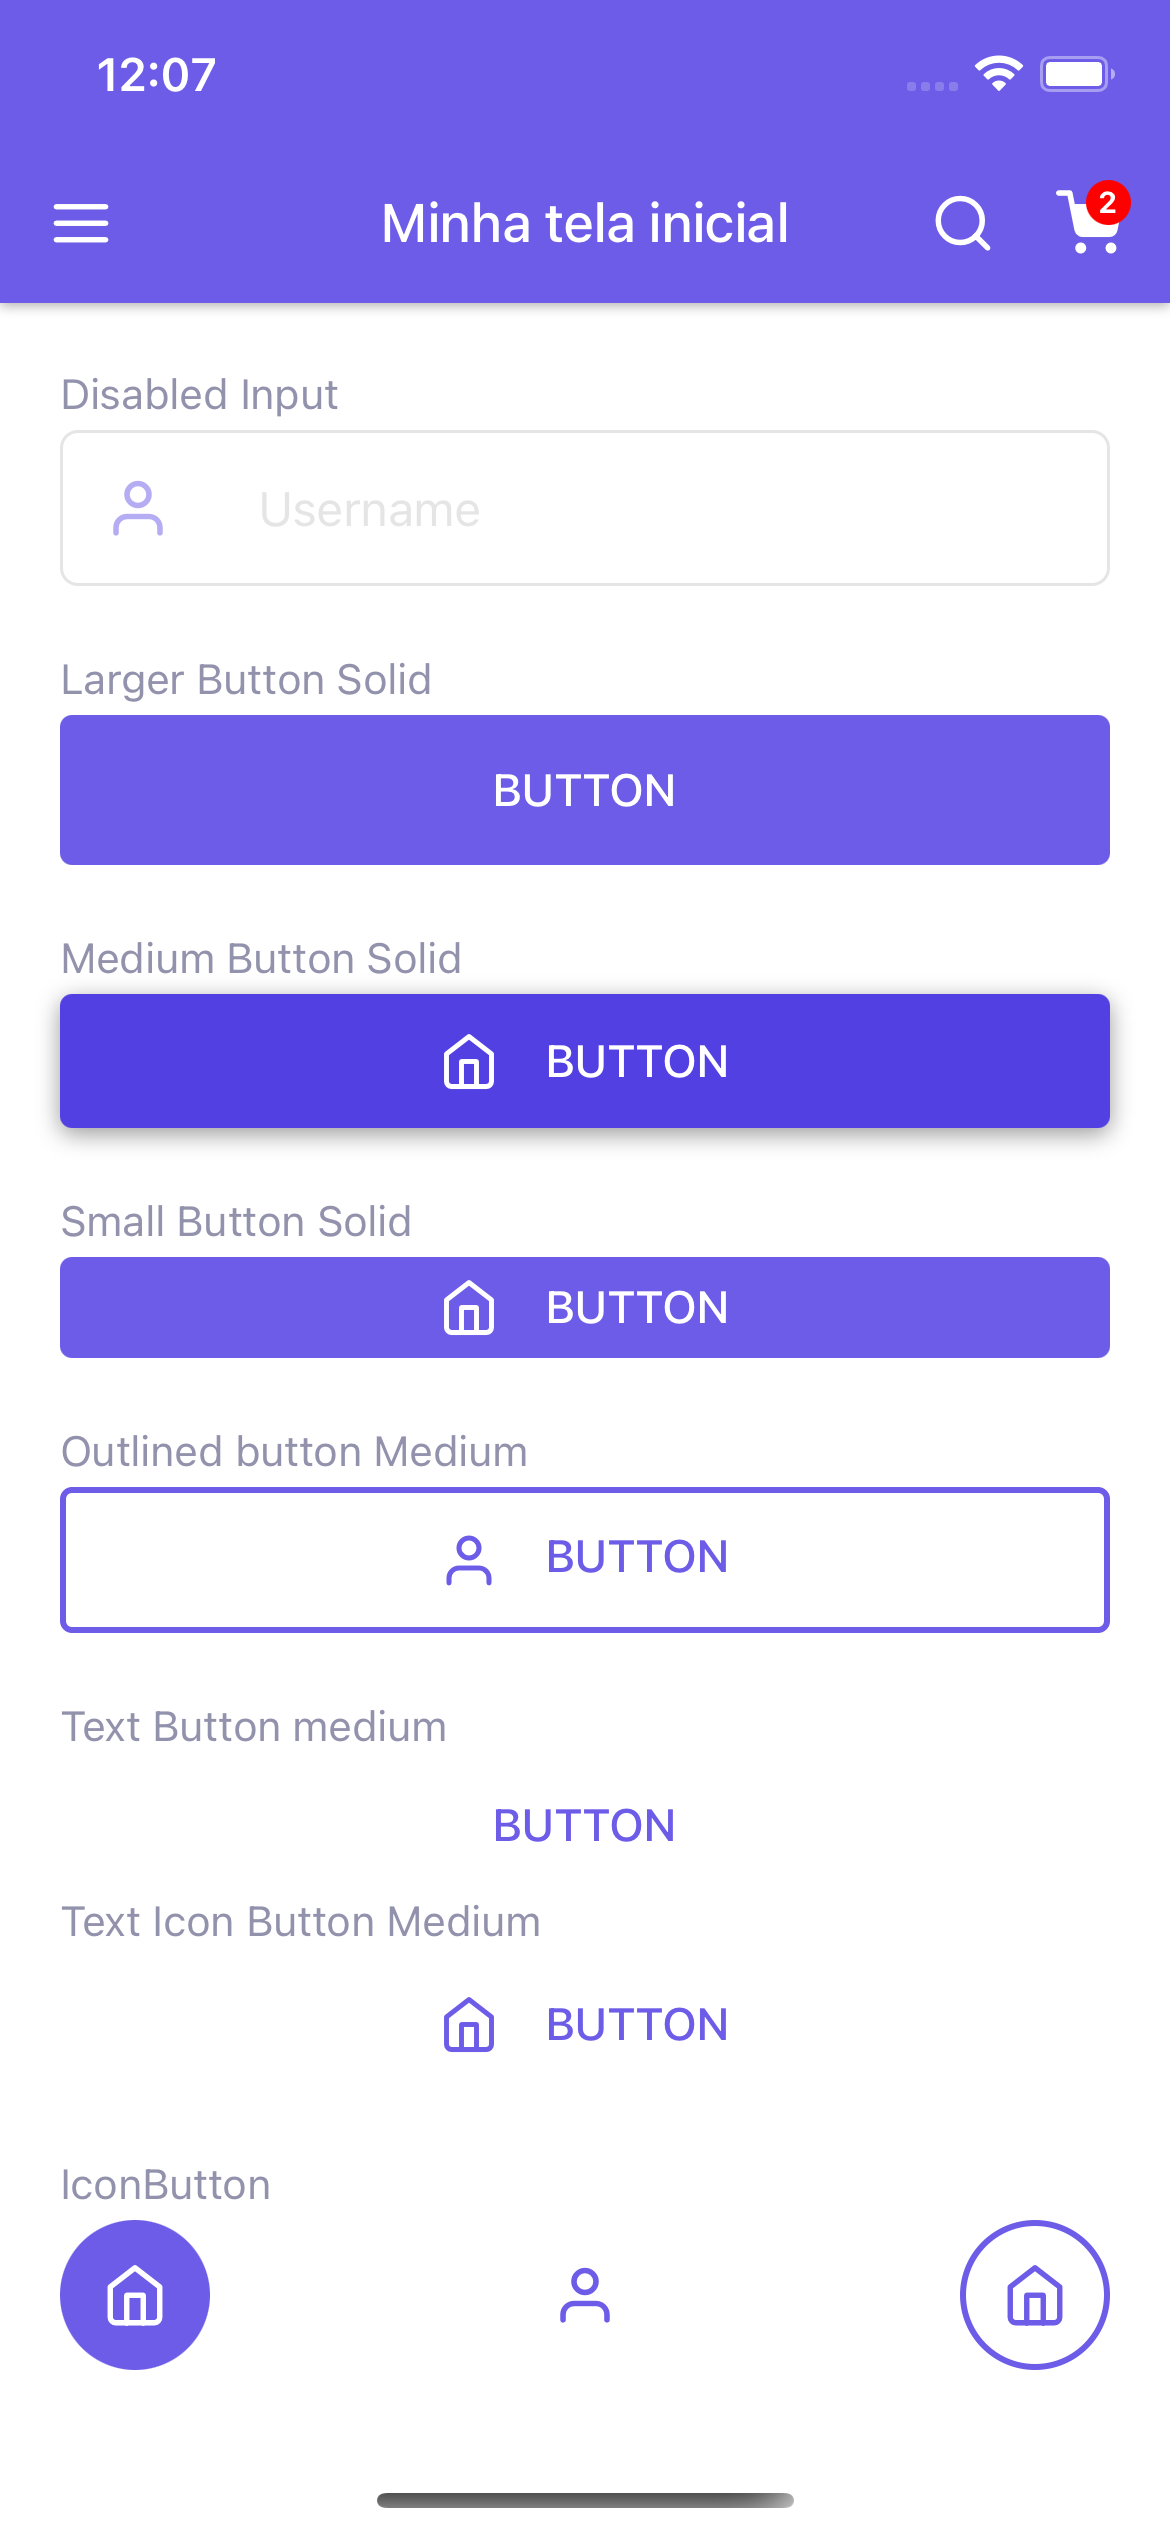 12:07
Minha tela inicial
2
Disabled Input
Username
Larger Button Solid
BUTTON
Medium Button Solid
BUTTON
Small Button Solid
BUTTON
Outlined button Medium
BUTTON
Text Button medium
BUTTON
Text Icon Button Medium
BUTTON
IconButton